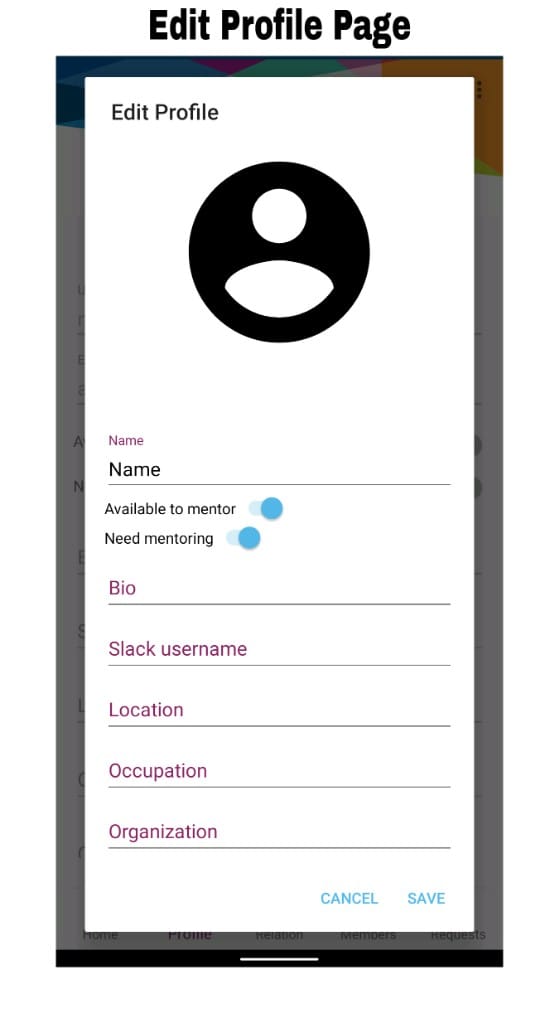 Edit Profile Page
Edit Profile
Name
Name
Available to mentor
Need mentoring
Bio
Slack username
Location
Occupation
Organization
CANCEL SAVE
Home Profile Relation Members Requests